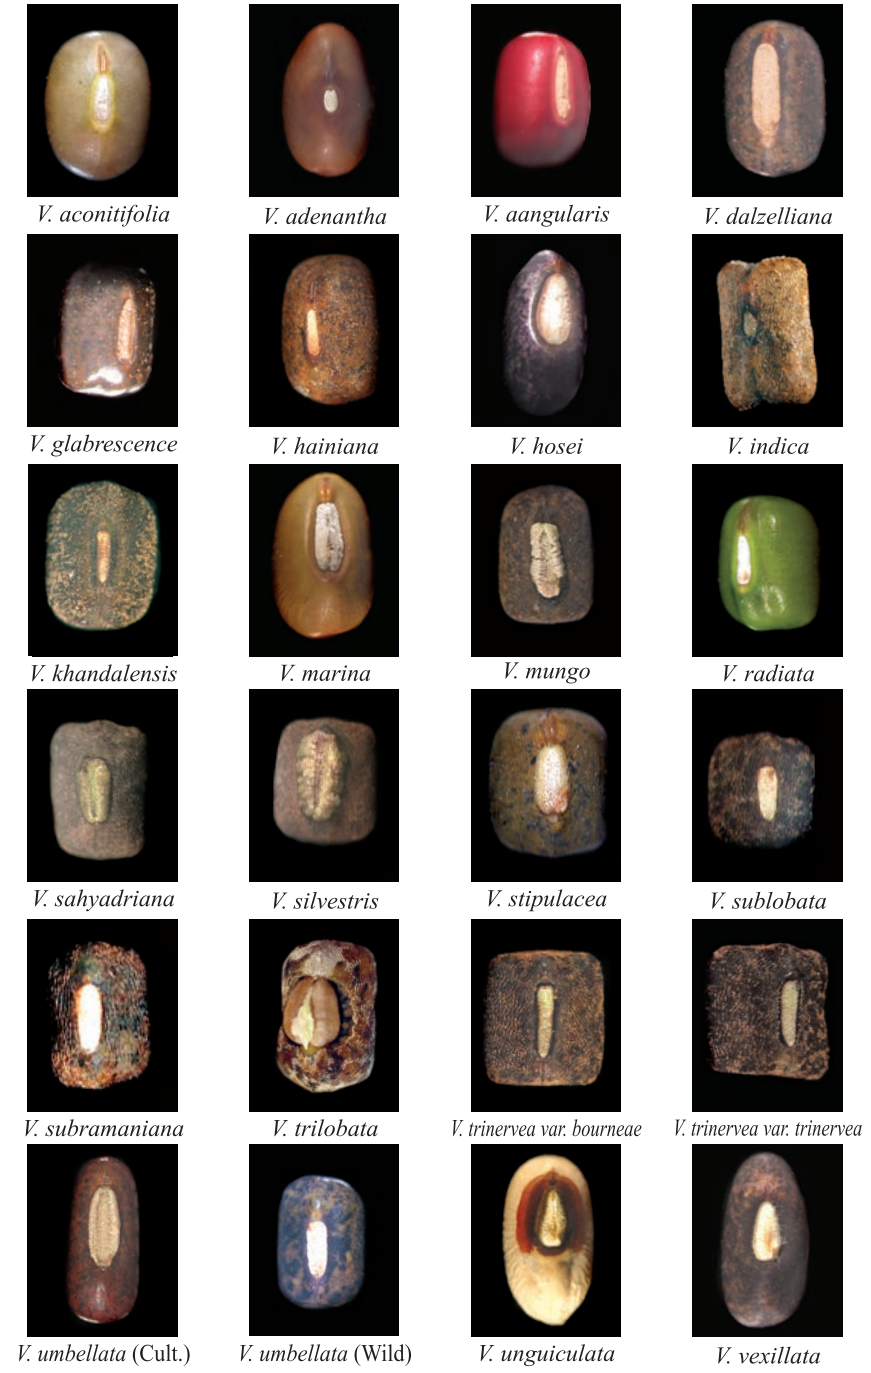 V. aconitifolia
V. adenantha
V. aangularis
V. dalzelliana
V. glabrescence
V. hainiana
V. hosei
V. indica
V. khandalensis
V. marina
V. mungo
V. radiata
V. sahyadriana
V. silvestris
V. stipulacea
V. sublobata
V. subramaniana
V. trilobata
V. trinervea var. bourneae
V. trinervea var. trinervea
V. umbellata (Cult.)
V. umbellata (Wild)
V. unguiculata
V. vexillata